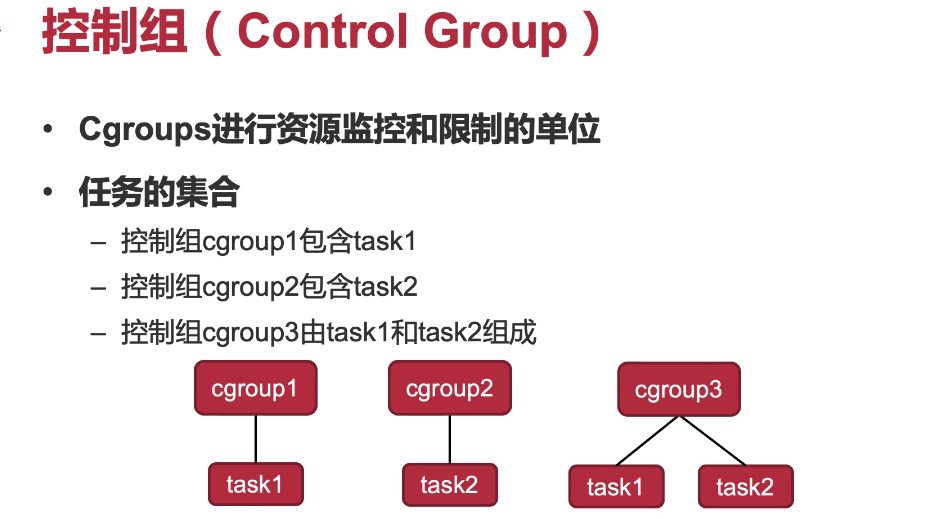 控制组（Control Group）
• Cgroups进行资源监控和限制的单位
• 任务的集合
– 控制组cgroup1包含task1
– 控制组cgroup2包含task2
– 控制组cgroup3由task1和task2组成
cgroup1 cgroup2 cgroup3
task1 task2 task1 task2